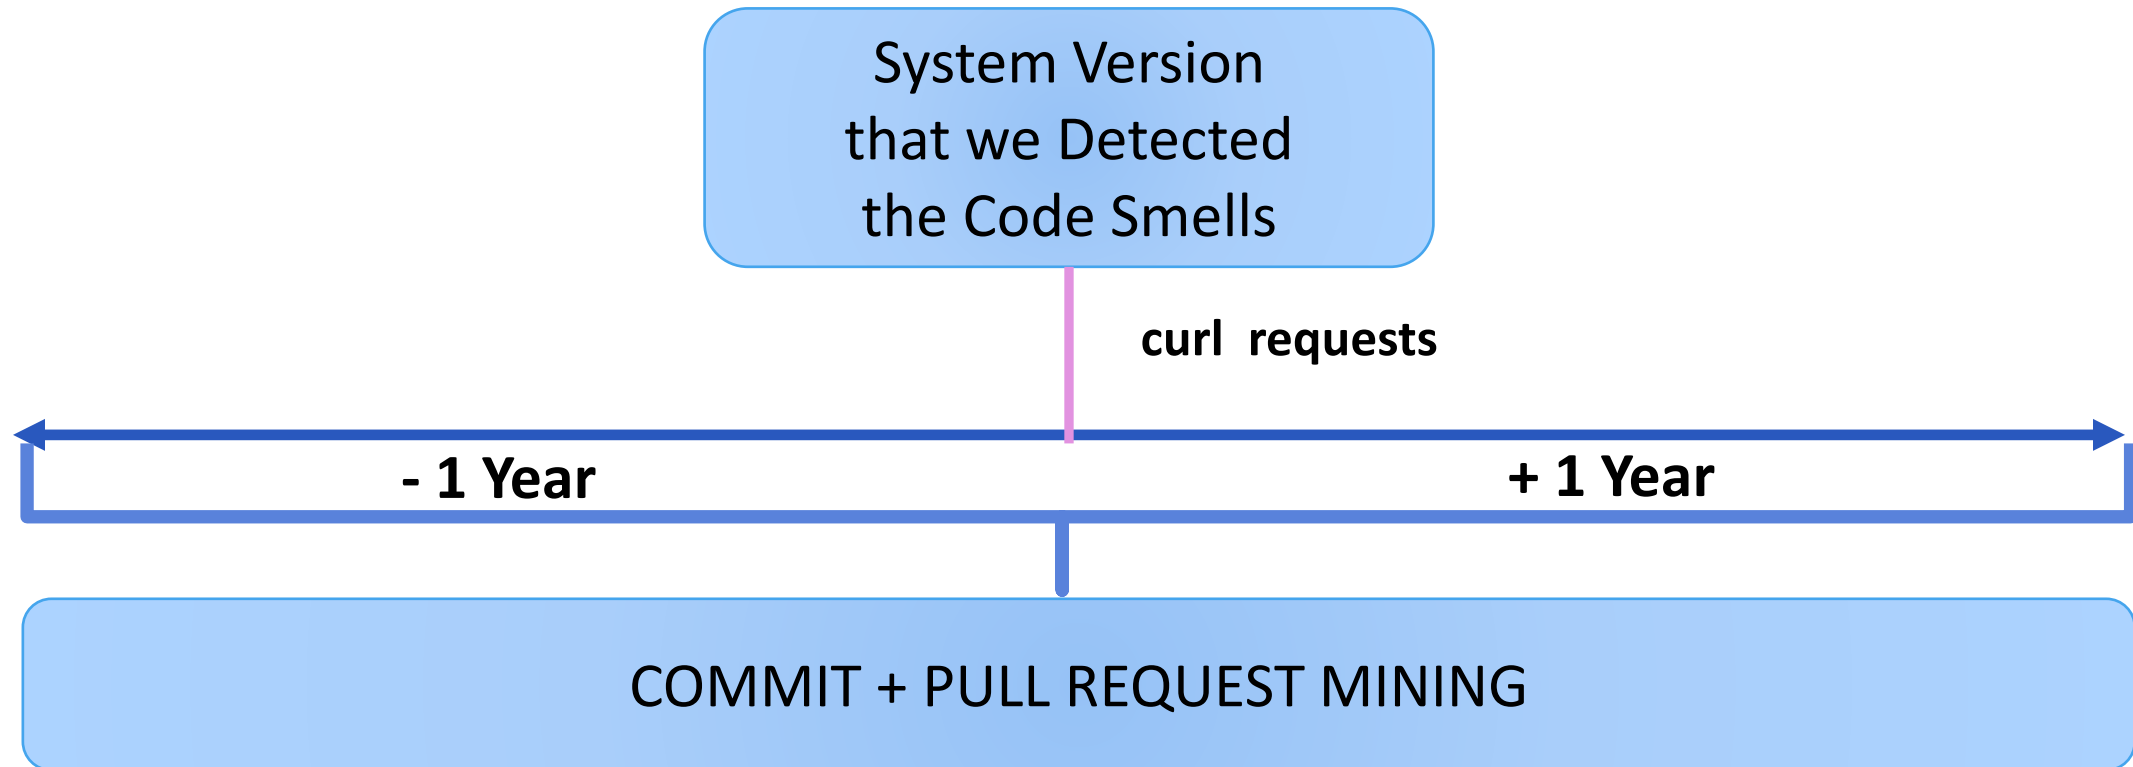 System Version
that we Detected
the Code Smells
curl requests
- 1 Year
+ 1 Year
COMMIT + PULL REQUEST MINING